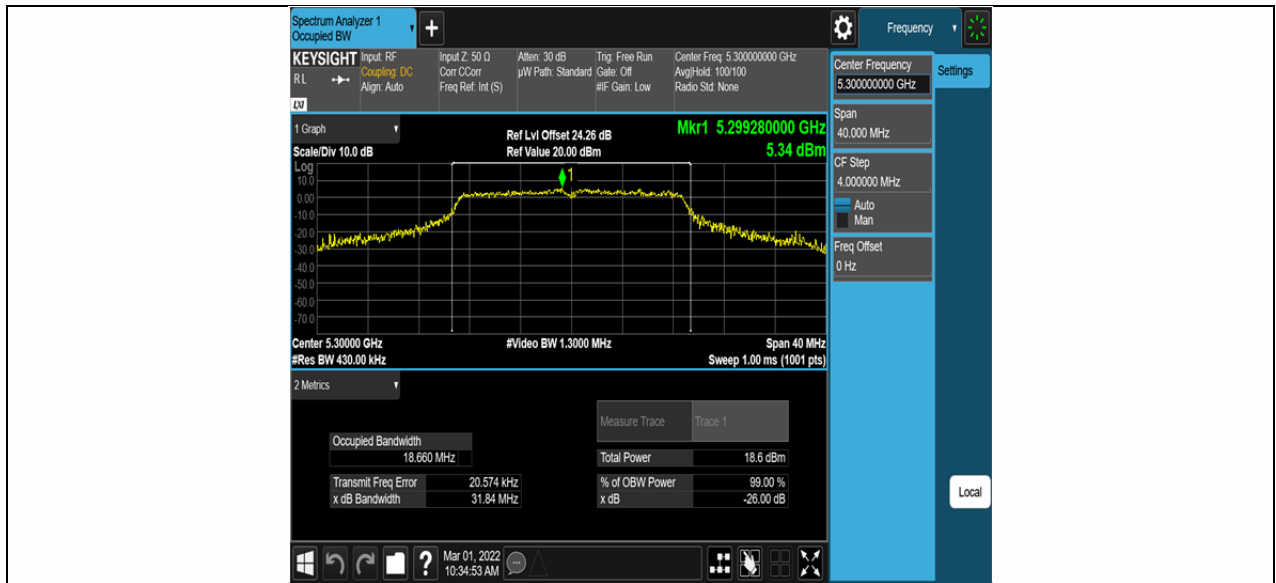 Spectrum Analyzer 1
Occupied BW
+
Frequency
KEYSIGHT
RL
LXI
Input: RF
Coupling: DC
Align: Auto
Input Z: 50 Ω
Corr CCorr
Freq Ref: Int (S)
Atten: 30 dB
µW Path: Standard
Trig: Free Run
Gate: Off
#IF Gain: Low
Center Freq: 5.300000000 GHz
Avg|Hold: 100/100
Radio Std: None
Center Frequency
5.300000000 GHz
Settings
Span
40.000 MHz
CF Step
4.000000 MHz
Auto
Man
Freq Offset
0 Hz
Local
1 Graph
Scale/Div 10.0 dB
Ref Lvl Offset 24.26 dB
Ref Value 20.00 dBm
Mkr1 5.299280000 GHz
5.34 dBm
Log
10.0
0.00
-10.0
-20.0
-30.0
-40.0
-50.0
-60.0
-70.0
1
Center 5.30000 GHz
#Video BW 1.3000 MHz
Span 40 MHz
#Res BW 430.00 kHz
Sweep 1.00 ms (1001 pts)
2 Metrics
Measure Trace
Trace 1
Occupied Bandwidth
18.660 MHz
Total Power
18.6 dBm
Transmit Freq Error
20.574 kHz
% of OBW Power
99.00 %
x dB Bandwidth
31.84 MHz
x dB
-26.00 dB
?
Mar 01, 2022
10:34:53 AM